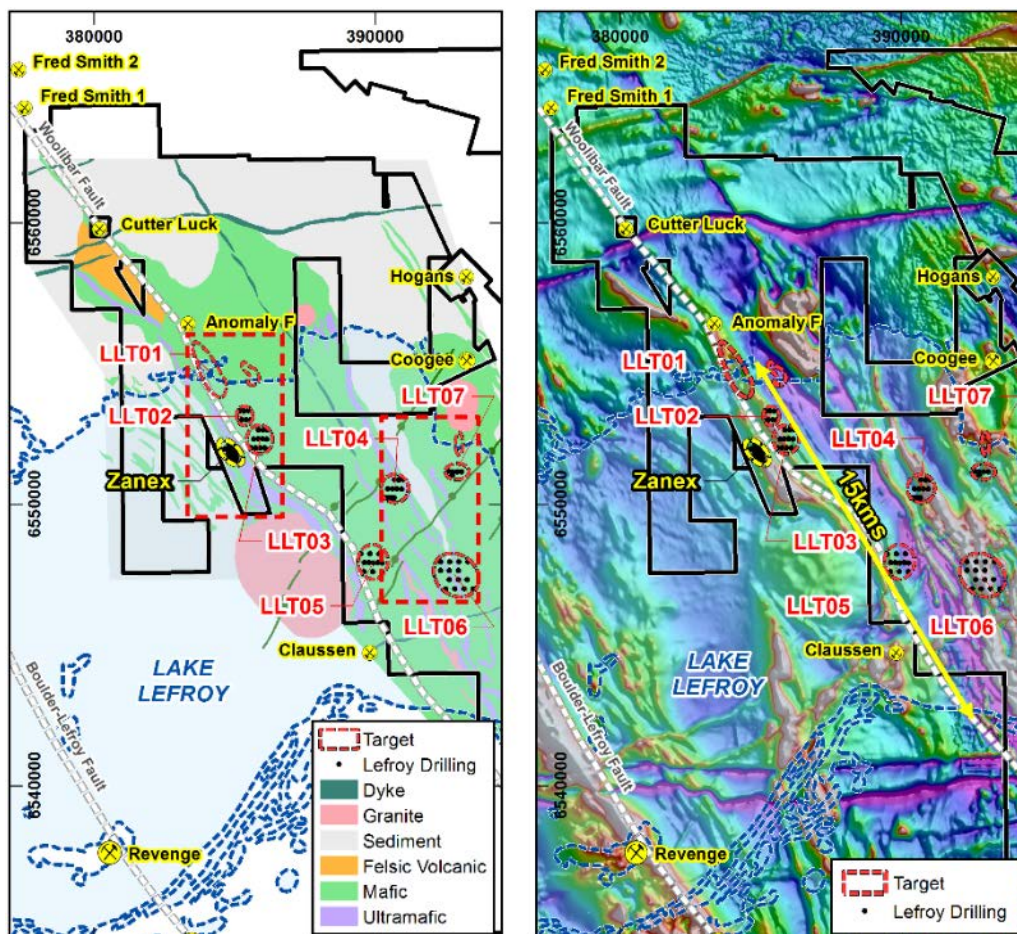 380000
390000
Fred Smith 2
Fred Smith 1
Woolibar Fault
6560000
Cutter Luck
Hogans
Anomaly F
LLT01
Coogee
LLT07
LLT02
LLT04
Zanex
6550000
LLT03
LLT05
LLT06
Claussen
LAKE
LEFROY
Boulder-Lefroy Fault
6540000
Revenge
Target
Lefroy Drilling
Dyke
Granite
Sediment
Felsic Volcanic
Mafic
Ultramafic
380000
390000
Fred Smith 2
Fred Smith 1
Woolibar Fault
6560000
Cutter Luck
Hogans
Anomaly F
LLT01
Coogee
LLT07
LLT02
LLT04
Zanex
15kms
6550000
LLT03
LLT05
LLT06
Claussen
LAKE
LEFROY
Boulder-Lefroy Fault
6540000
Revenge
Target
Lefroy Drilling